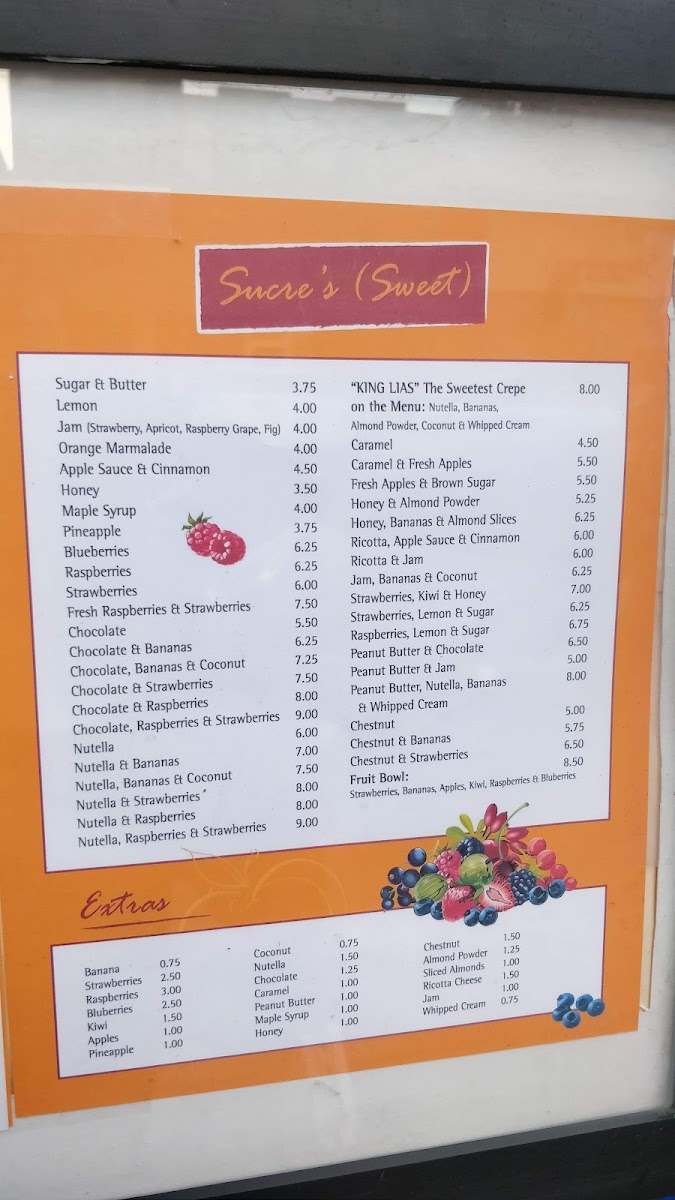 Sucre's (Sweet)
Sugar & Butter 3.75
Lemon 4.00
Jam (Strawberry, Apricot, Raspberry Grape, Fig) 4.00
Orange Marmalade 4.00
Apple Sauce & Cinnamon 4.50
Honey 3.50
Maple Syrup 4.00
Pineapple 3.75
Blueberries 6.25
Raspberries 6.25
Strawberries 6.00
Fresh Raspberries & Strawberries 7.50
Chocolate 5.50
Chocolate & Bananas 6.25
Chocolate, Bananas & Coconut 7.25
Chocolate & Strawberries 7.50
Chocolate & Raspberries 8.00
Chocolate, Raspberries & Strawberries 9.00
Nutella 6.00
Nutella & Bananas 7.00
Nutella, Bananas & Coconut 7.50
Nutella & Strawberries 8.00
Nutella & Raspberries 8.00
Nutella, Raspberries & Strawberries 9.00
"KING LIAS" The Sweetest Crepe 8.00
on the Menu: Nutella, Bananas,
Almond Powder, Coconut & Whipped Cream
Caramel 4.50
Caramel & Fresh Apples 5.50
Fresh Apples & Brown Sugar 5.50
Honey & Almond Powder 5.25
Honey, Bananas & Almond Slices 6.25
Ricotta, Apple Sauce & Cinnamon 6.00
Ricotta & Jam 6.00
Jam, Bananas & Coconut 6.25
Strawberries, Kiwi & Honey 7.00
Strawberries, Lemon & Sugar 6.25
Raspberries, Lemon & Sugar 6.75
Peanut Butter & Chocolate 6.50
Peanut Butter & Jam 5.00
Peanut Butter, Nutella, Bananas 8.00
& Whipped Cream
Chestnut 5.00
Chestnut & Bananas 5.75
Chestnut & Strawberries 6.50
Fruit Bowl: 8.50
Strawberries, Bananas, Apples, Kiwi, Raspberries & Bluberries
Extras
Banana 0.75
Strawberries 2.50
Raspberries 3.00
Bluberries 2.50
Kiwi 1.50
Apples 1.00
Pineapple 1.00
Coconut 0.75
Nutella 1.50
Chocolate 1.25
Caramel 1.00
Peanut Butter 1.00
Maple Syrup 1.00
Honey 1.00
Chestnut 1.50
Almond Powder 1.25
Sliced Almonds 1.00
Ricotta Cheese 1.50
Jam 1.00
Whipped Cream 0.75